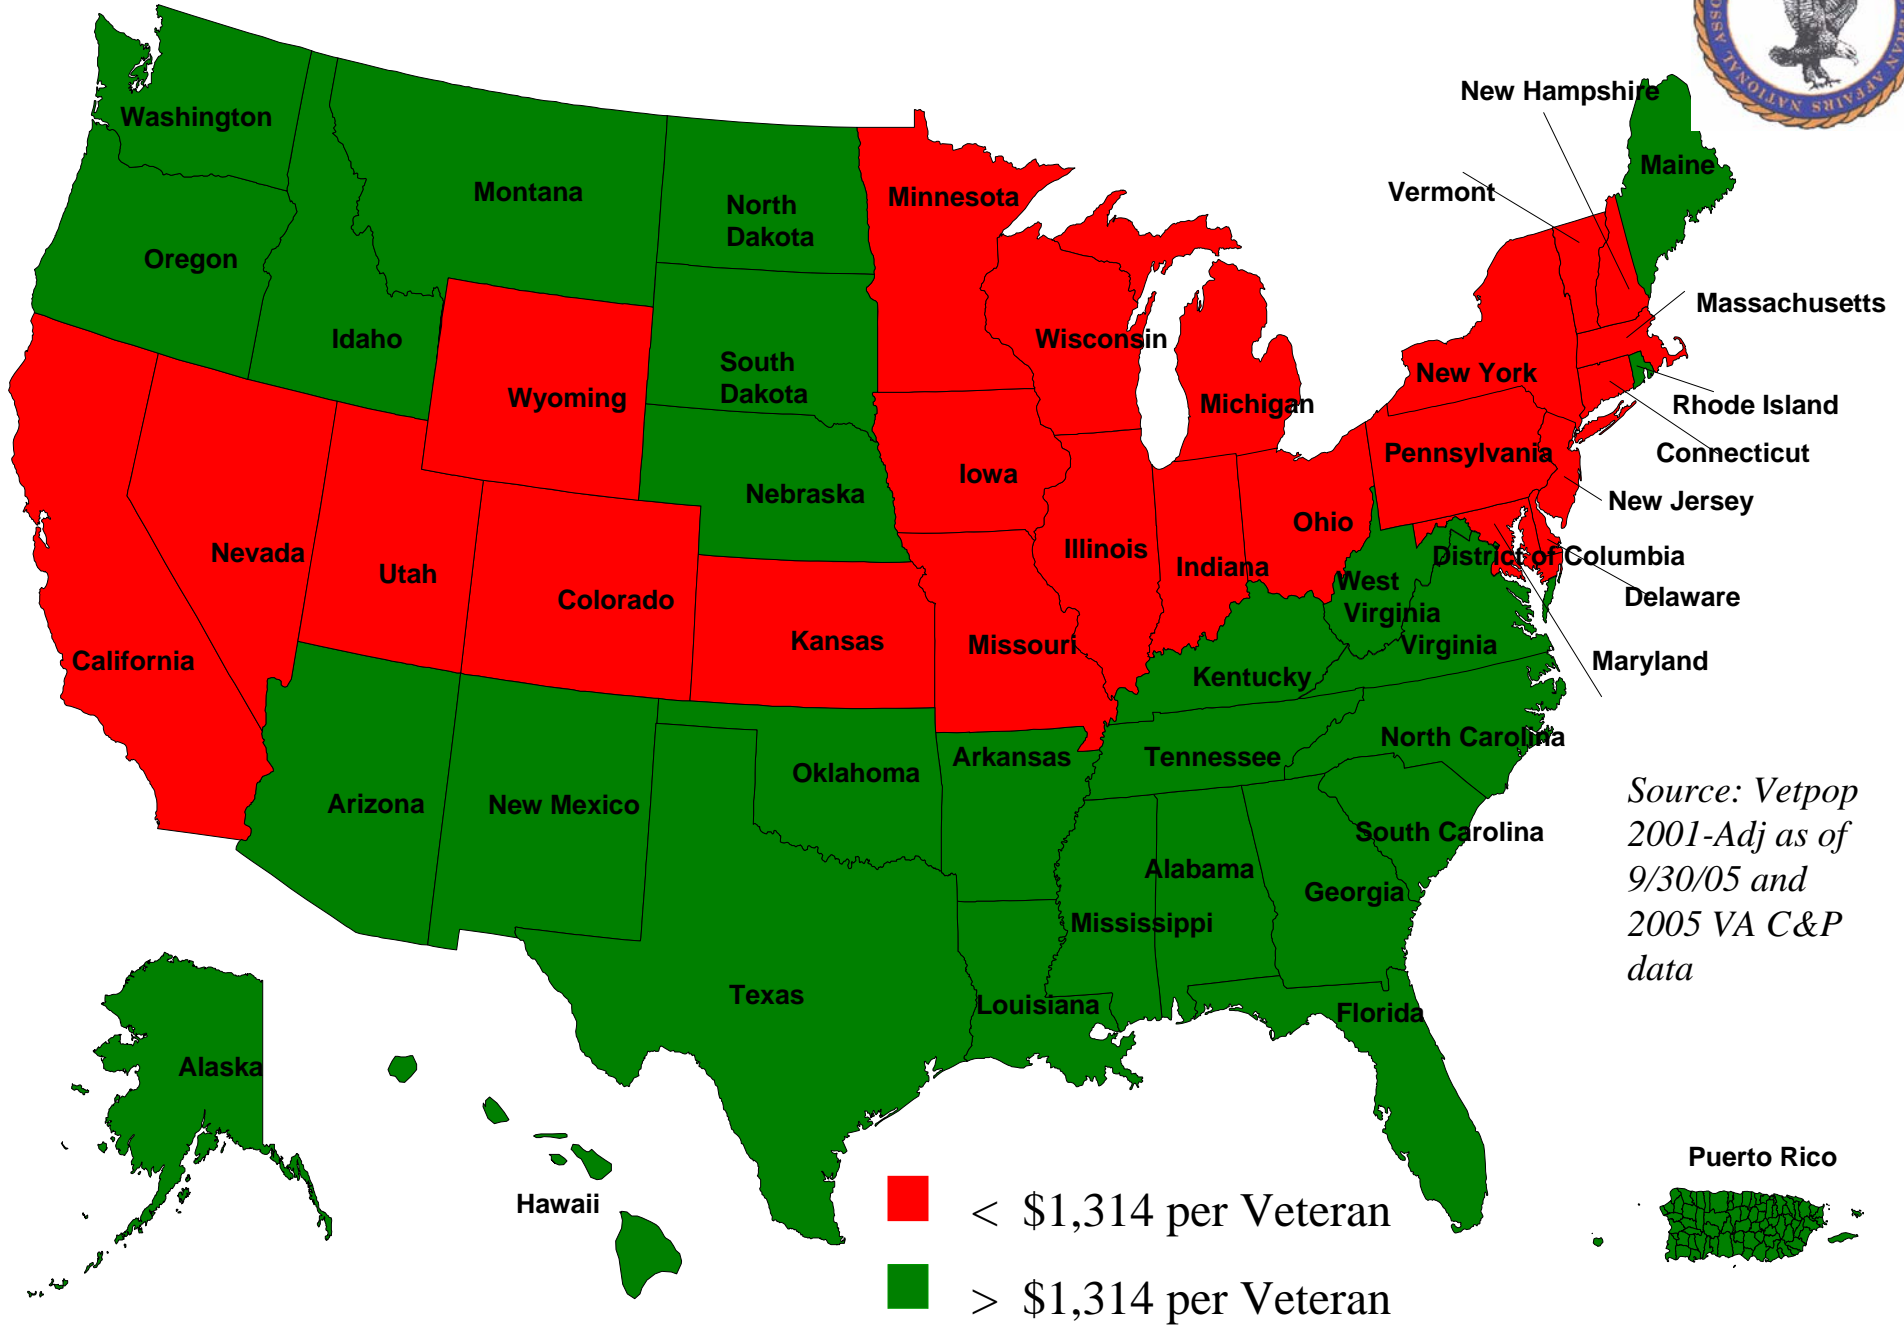 New Hampshire
Washington
Maine
Montana
Minnesota
Vermont
North
Dakota
Oregon
Massachusetts
Idaho
Wisconsin
South
Dakota
New York
Wyoming
Michigan
Rhode Island
Pennsylvania
Connecticut
Iowa
Nebraska
New Jersey
Ohio
Nevada
Illinois
District of Columbia
Utah
Indiana
West
Virginia
Colorado
Delaware
Kansas
Missouri
Virginia
California
Maryland
Kentucky
North Carolina
Arkansas
Tennessee
Oklahoma
Arizona
New Mexico
South Carolina
Alabama
Georgia
Mississippi
Source: Vetpop
2001-Adj as of
9/30/05 and
2005 VA C&P
data
Texas
Louisiana
Florida
Alaska
Puerto Rico
Hawaii
< $1,314 per Veteran
> $1,314 per Veteran
AFFAIRS NATIONAL